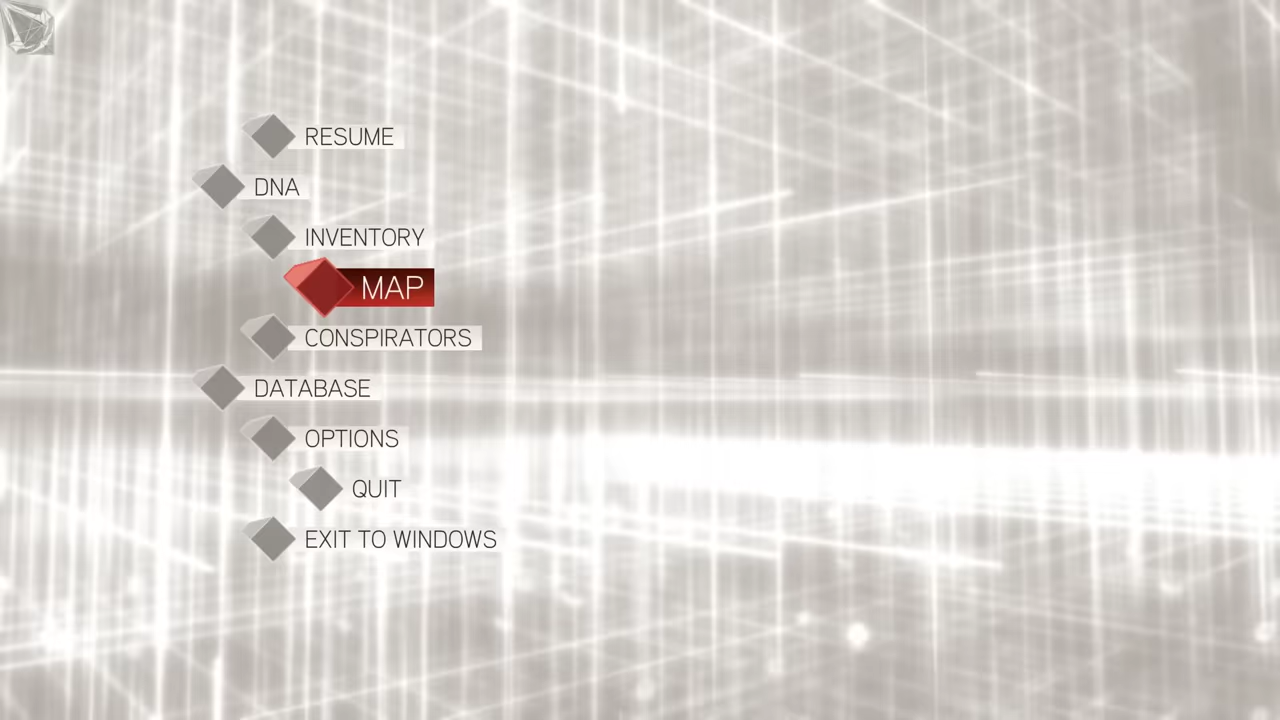 RESUME
DNA
INVENTORY
MAP
CONSPIRATORS
DATABASE
OPTIONS
QUIT
EXIT TO WINDOWS